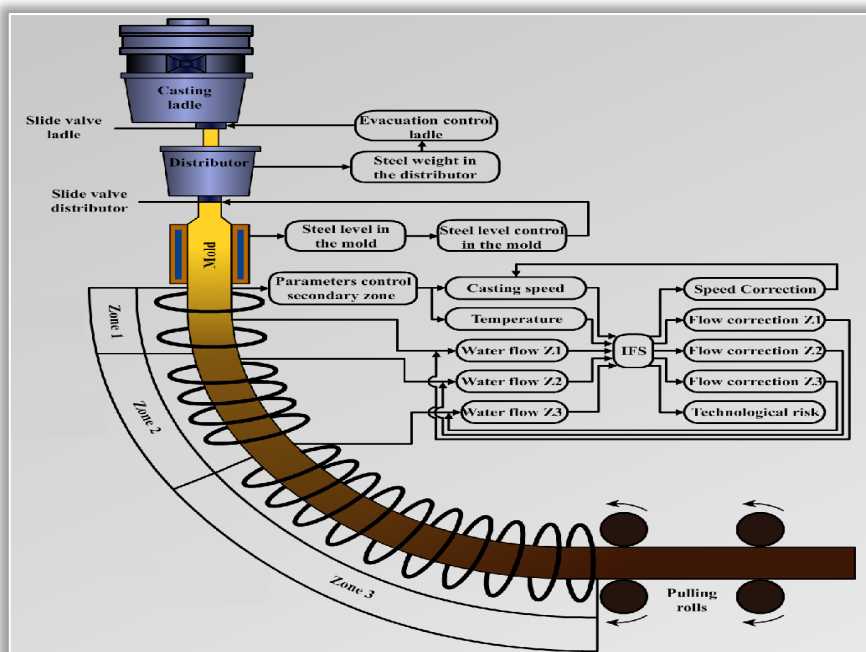 Casting
ladle
Slide valve
ladle
Evacuation control
ladle
Distributor
Steel weight in
the distributor
Slide valve
distributor
Steel level in
the mold
Steel level control
in the mold
Mold
Parameters control
secondary zone
Casting speed
Speed Correction
Zone 1
Temperature
IFS
Flow correction Z1
Water flow Z1
Flow correction Z2
Water flow Z2
Flow correction Z3
Water flow Z3
Technological risk
Zone 2
Zone 3
Pulling
rolls